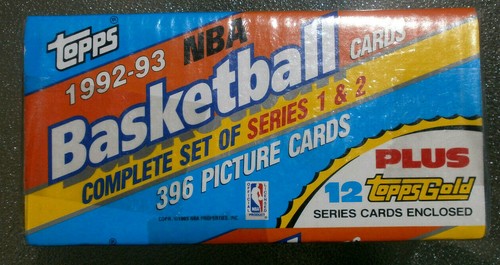 Topps
1992-93 NBA
Basketball CARDS
COMPLETE SET OF SERIES 1 & 2
396 PICTURE CARDS
PLUS
12 Topps Gold
SERIES CARDS ENCLOSED
NBA